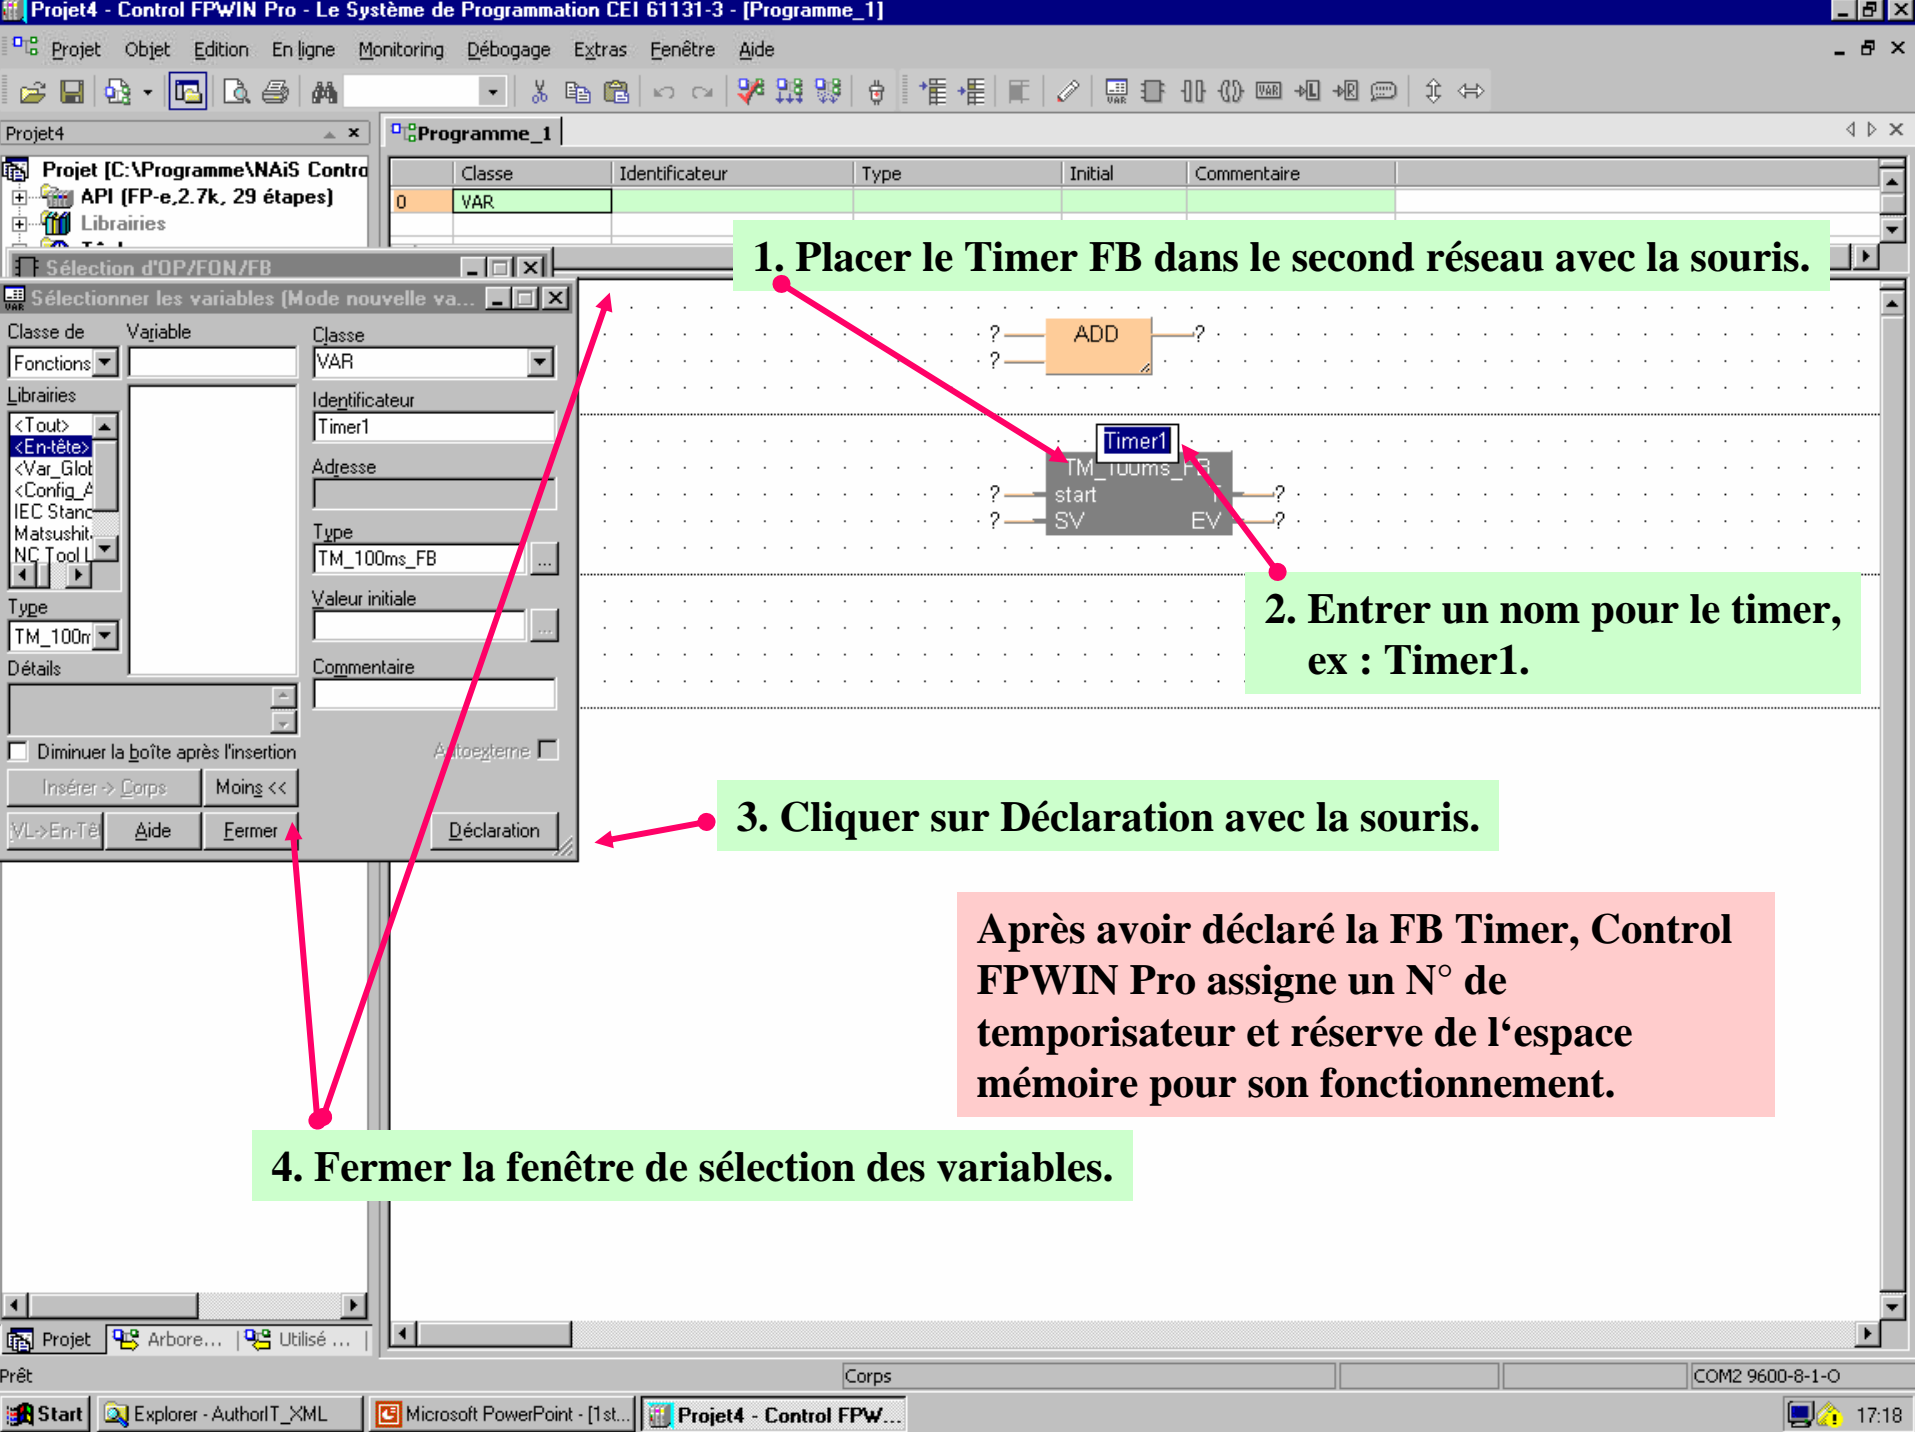 Projet4 - Control FPWIN Pro - Le Système de Programmation CEI 61131-3 - [Programme_1]
Projet Objet Edition En ligne Monitoring Débogage Extras Fenêtre Aide
Projet4
Programme_1
Projet [C:\Programme\NAiS Contro
API (FP-e,2.7k, 29 étapes)
Librairies
Classe Identificateur Type Initial Commentaire
0 VAR
Sélection d'OP/FON/FB
1. Placer le Timer FB dans le second réseau avec la souris.
Sélectionner les variables (Mode nouvelle va...
Classe de Variable Classe
Fonctions VAR
Librairies
<Tout>
<En-tête>
<Var_Glob
<Config_A
IEC Stand
Matsushit
NC Tool L
Identificateur
Timer1
Adresse
Type
TM_100ms_FB
...
Valeur initiale
...
Commentaire
Type
TM_100m
Détails
Diminuer la boîte après l'insertion
Autoexterne
Insérer -> Corps Moins <<
VL->En-Tê Aide Fermer Déclaration
? ADD ?
?
Timer1
TM_100ms_FB
? start T ?
? SV EV ?
2. Entrer un nom pour le timer,
ex : Timer1.
3. Cliquer sur Déclaration avec la souris.
Après avoir déclaré la FB Timer, Control
FPWIN Pro assigne un N° de
temporisateur et réserve de l‘espace
mémoire pour son fonctionnement.
4. Fermer la fenêtre de sélection des variables.
Projet Arbore... Utilisé ...
Prêt Corps COM2 9600-8-1-O
Start Explorer - AuthorIT_XML Microsoft PowerPoint - [1st... Projet4 - Control FPW... 17:18